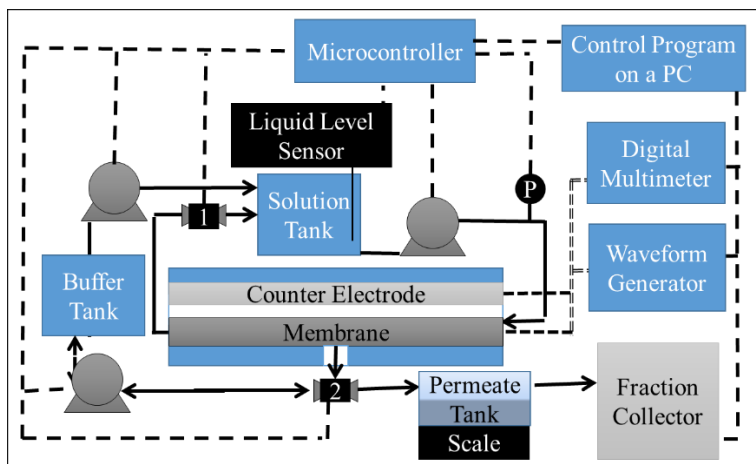 Microcontroller
Control Program
on a PC
Liquid Level
Sensor
Digital
Multimeter
P
1
Solution
Tank
Waveform
Generator
Buffer
Tank
Counter Electrode
Membrane
2
Permeate
Tank
Scale
Fraction
Collector